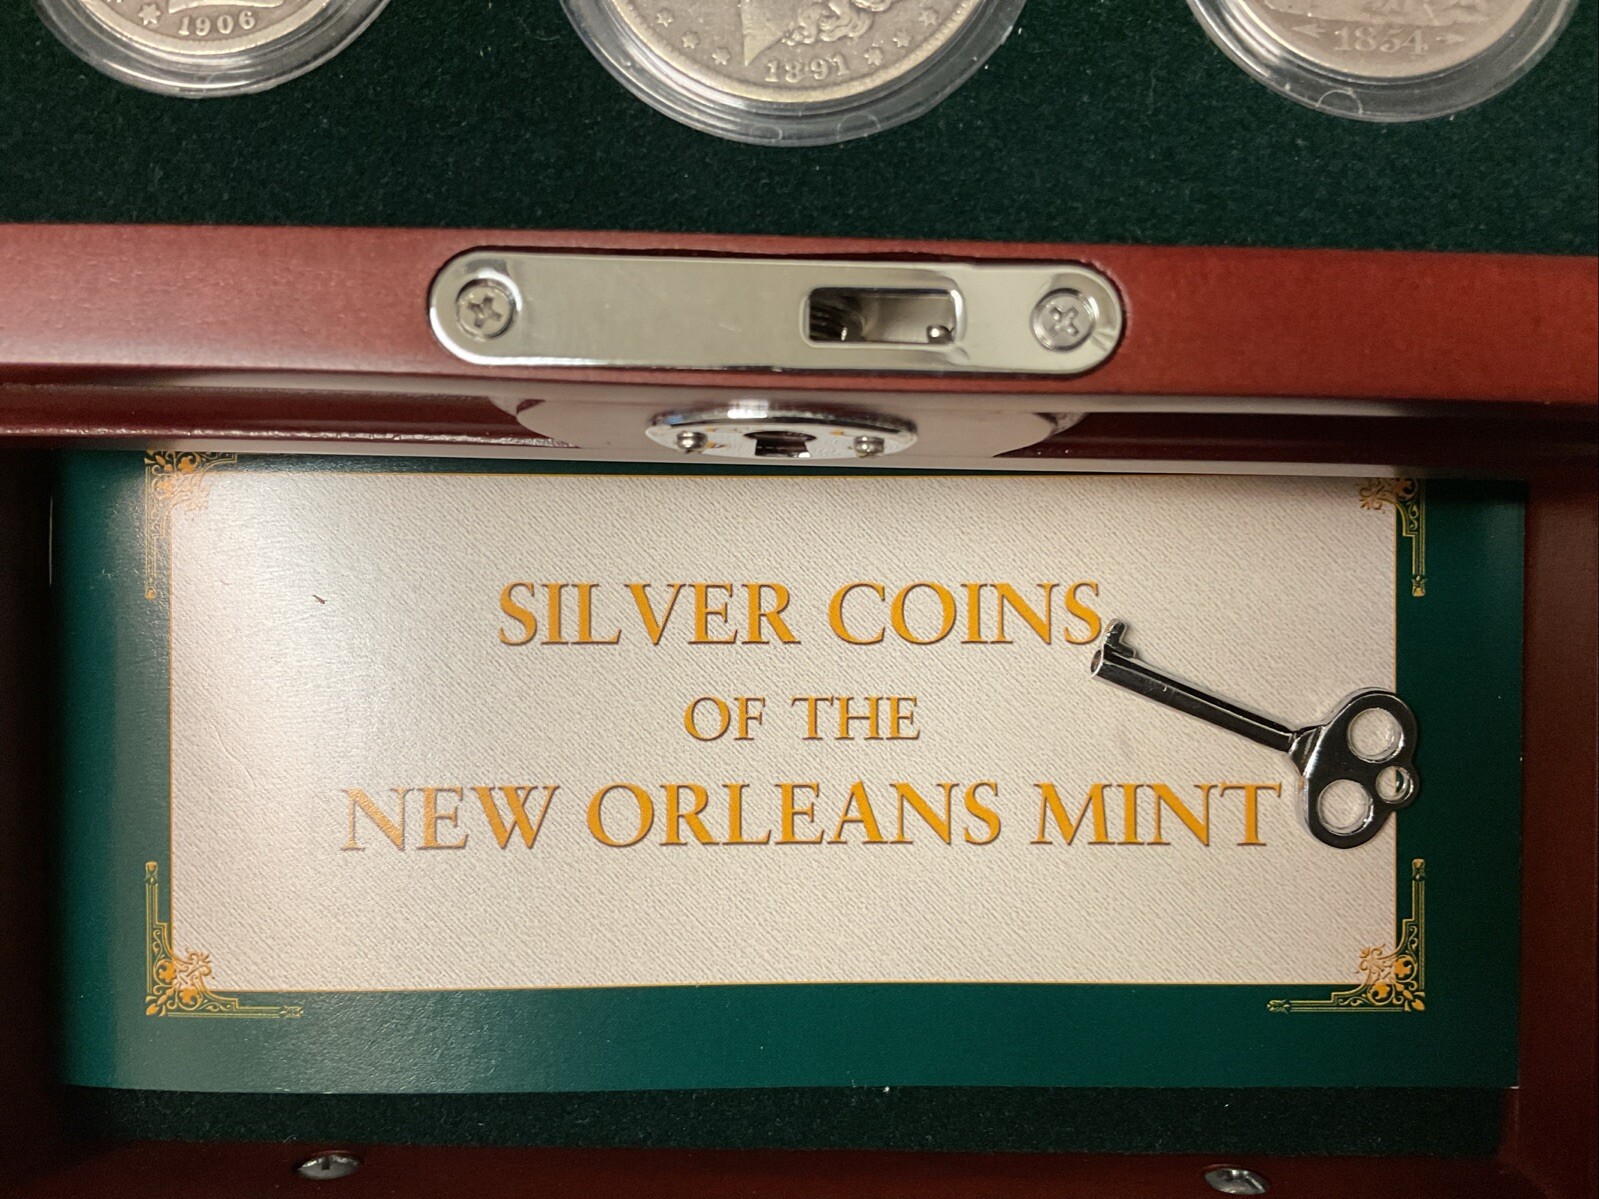 1906
1891
1854
SILVER COINS
OF THE
NEW ORLEANS MINT